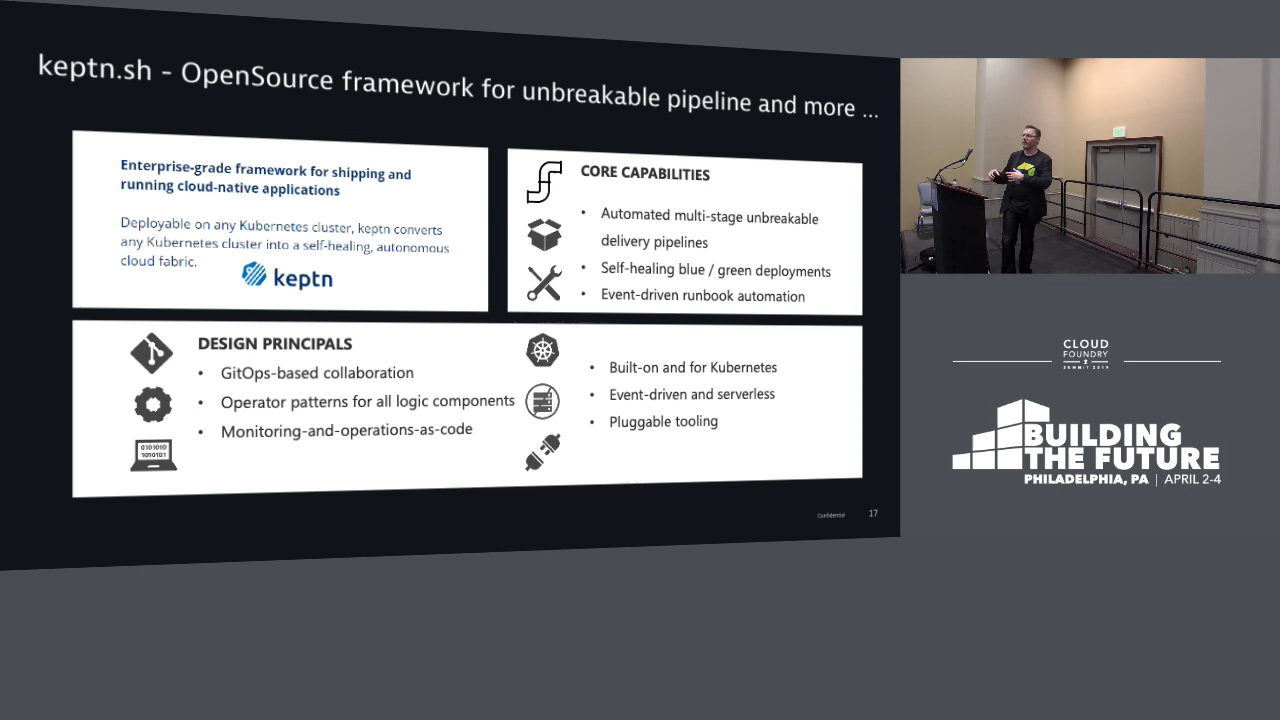 keptn.sh - OpenSource framework for unbreakable pipeline and more ...
Enterprise-grade framework for shipping and
running cloud-native applications
Deployable on any Kubernetes cluster, keptn converts
any Kubernetes cluster into a self-healing, autonomous
cloud fabric.
keptn
CORE CAPABILITIES
• Automated multi-stage unbreakable
delivery pipelines
• Self-healing blue / green deployments
• Event-driven runbook automation
DESIGN PRINCIPALS
• GitOps-based collaboration
• Operator patterns for all logic components
• Monitoring-and-operations-as-code
0101010
1010101
• Built-on and for Kubernetes
• Event-driven and serverless
• Pluggable tooling
Confidential 17
CLOUD
FOUNDRY
SUMMIT 2019
BUILDING
THE FUTURE
PHILADELPHIA, PA | APRIL 2-4